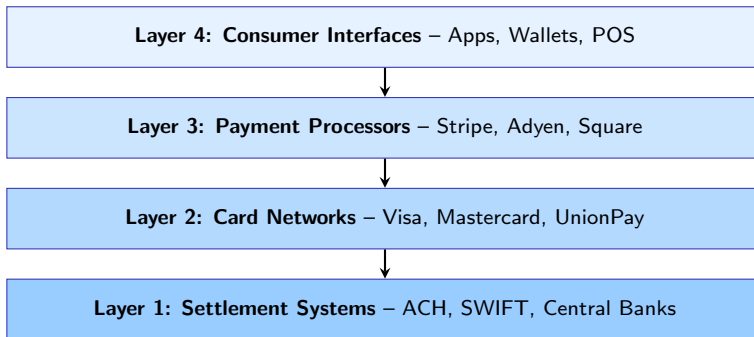 Layer 4: Consumer Interfaces – Apps, Wallets, POS
Layer 3: Payment Processors – Stripe, Adyen, Square
Layer 2: Card Networks – Visa, Mastercard, UnionPay
Layer 1: Settlement Systems – ACH, SWIFT, Central Banks